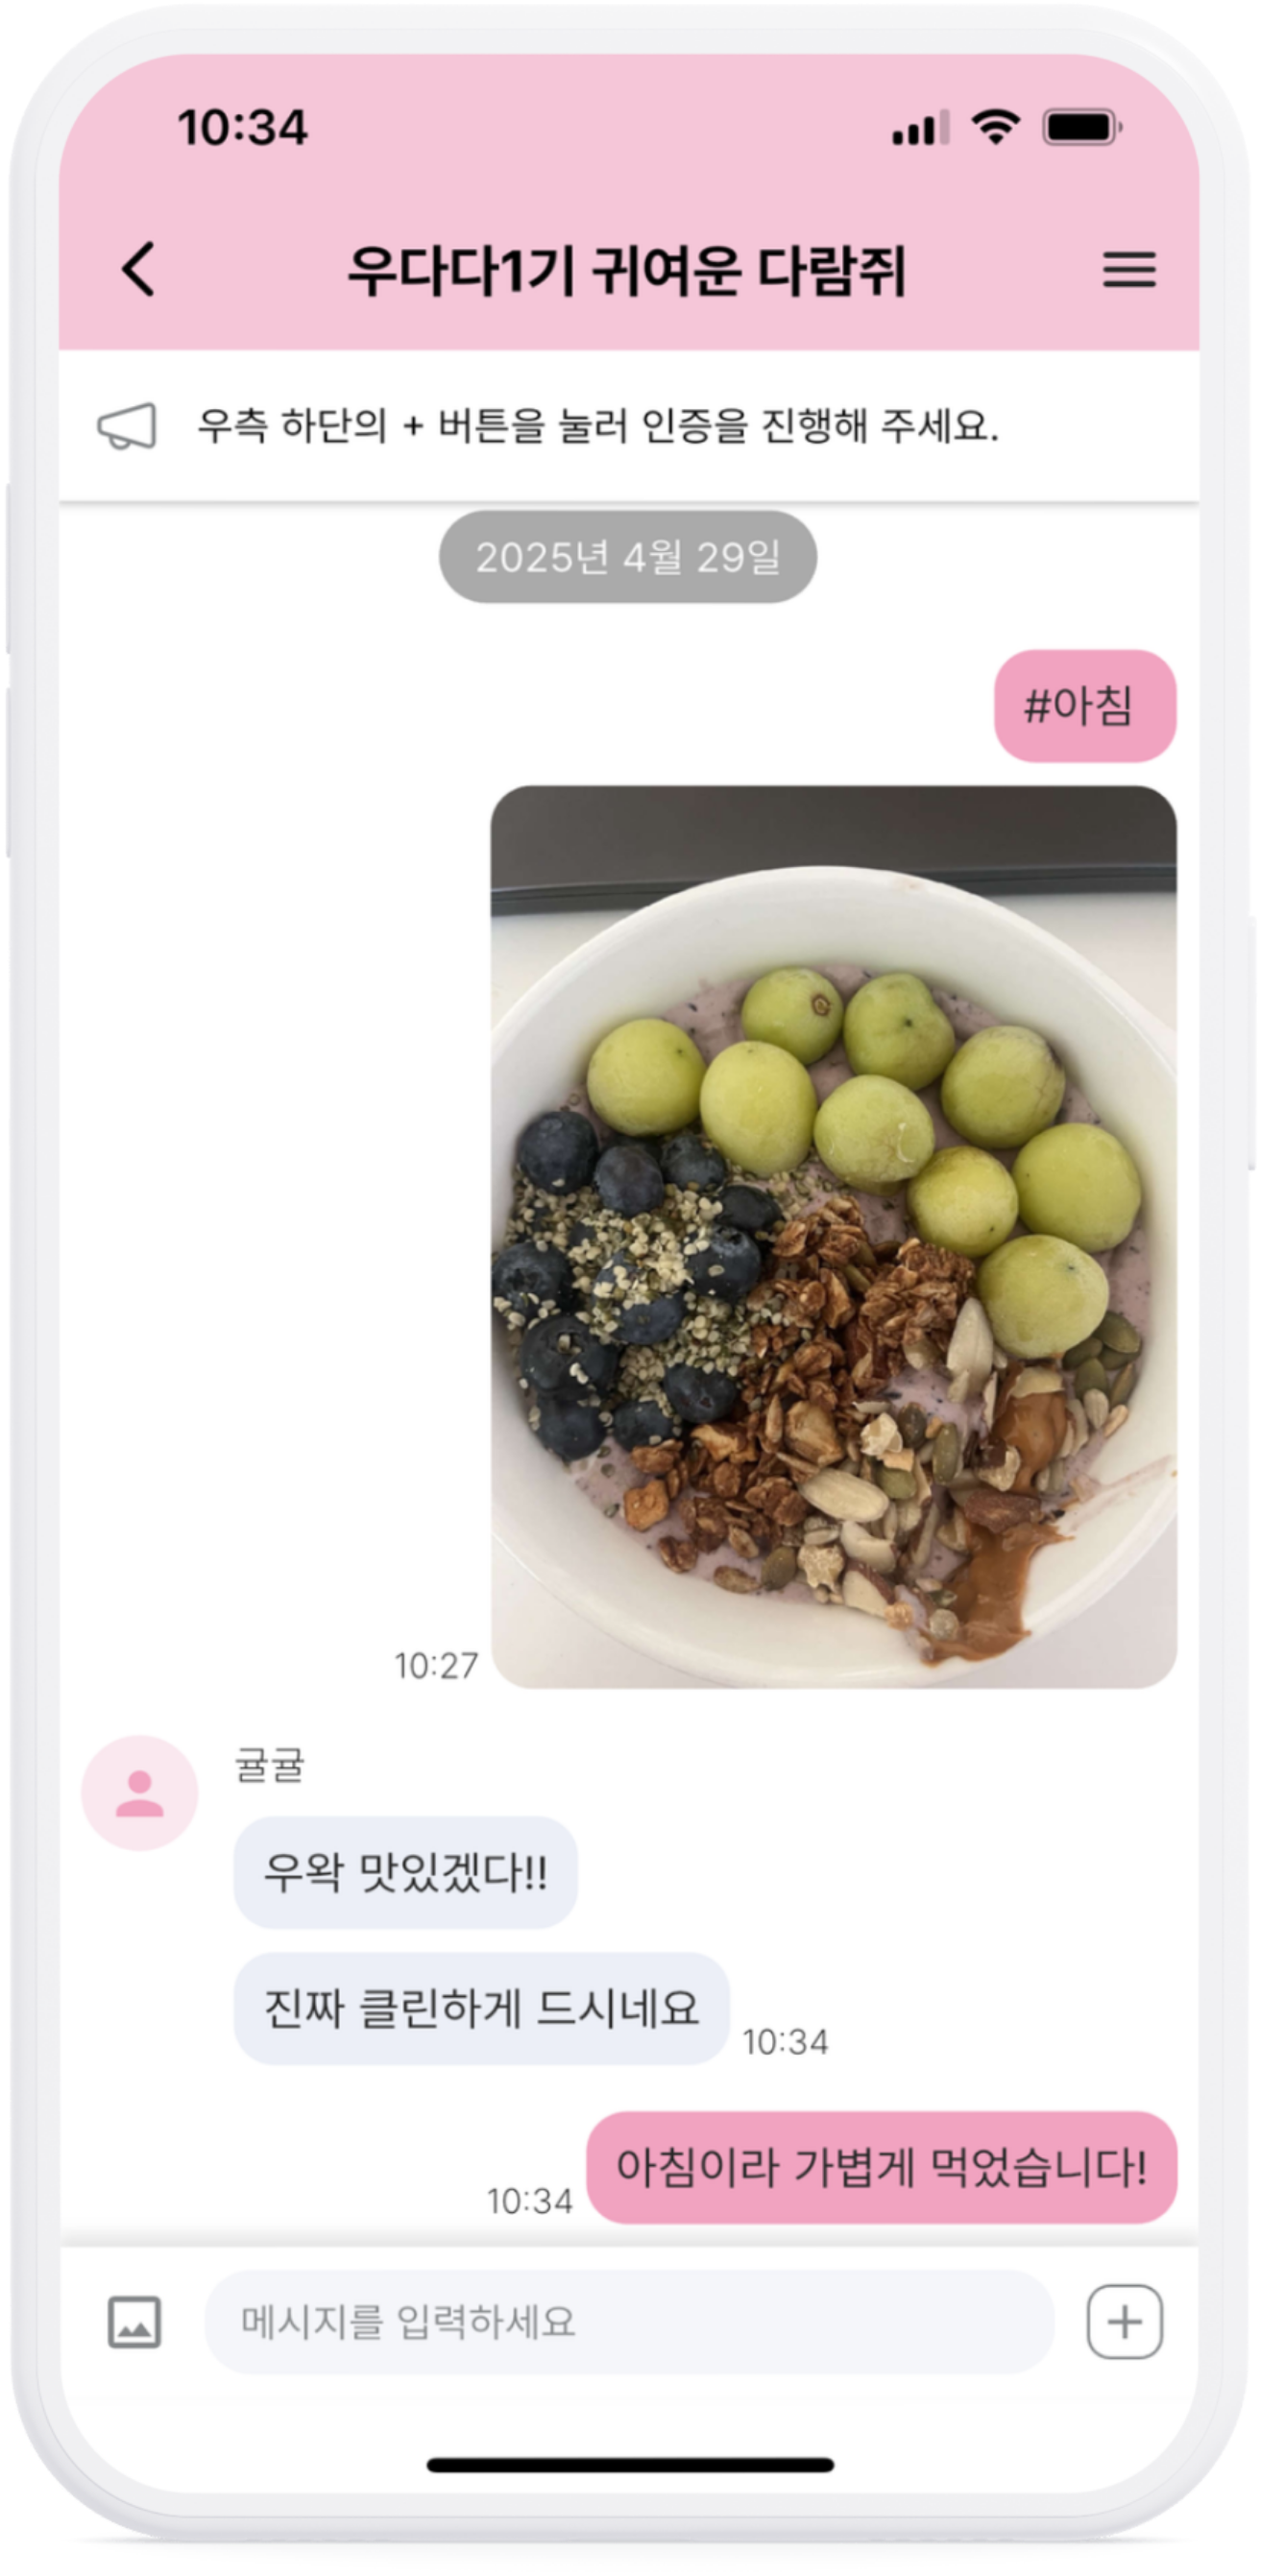 10:34
우다다1기 귀여운 다람쥐
우측 하단의 + 버튼을 눌러 인증을 진행해 주세요.
2025년 4월 29일
#아침
10:27
귤귤
우왁 맛있겠다!!
진짜 클린하게 드시네요
10:34
아침이라 가볍게 먹었습니다!
10:34
메시지를 입력하세요